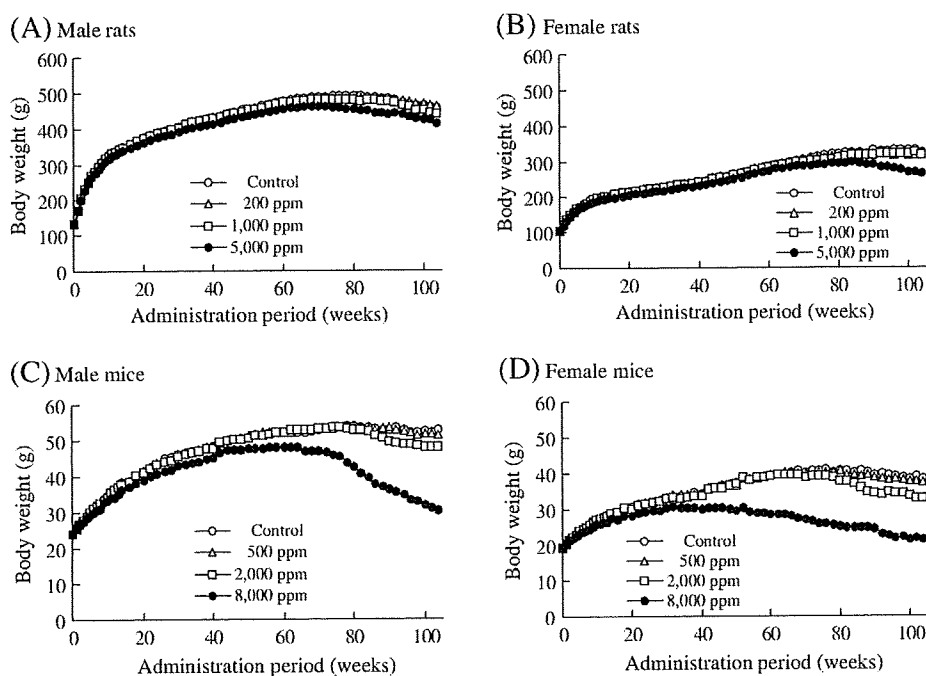 (A) Male rats
Body weight (g)
600
500
400
300
200
100
0
Control
200 ppm
1,000 ppm
5,000 ppm
0 20 40 60 80 100
Administration period (weeks)
(B) Female rats
Body weight (g)
600
500
400
300
200
100
0
Control
200 ppm
1,000 ppm
5,000 ppm
0 20 40 60 80 100
Administration period (weeks)
(C) Male mice
Body weight (g)
60
50
40
30
20
10
0
Control
500 ppm
2,000 ppm
8,000 ppm
0 20 40 60 80 100
Administration period (weeks)
(D) Female mice
Body weight (g)
60
50
40
30
20
10
0
Control
500 ppm
2,000 ppm
8,000 ppm
0 20 40 60 80 100
Administration period (weeks)